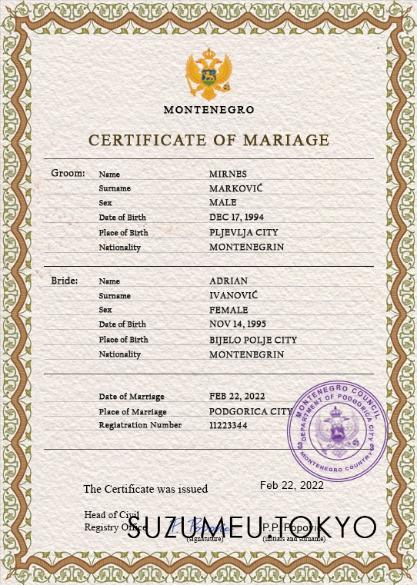 MONTENEGRO
CERTIFICATE OF MARIAGE
Groom: Name MIRNES
Surname MARKOVIĆ
Sex MALE
Date of Birth DEC 17, 1994
Place of Birth PLJEVLJA CITY
Nationality MONTENEGRIN
Bride: Name ADRIAN
Surname IVANOVIĆ
Sex FEMALE
Date of Birth NOV 14, 1995
Place of Birth BIJELO POLJE CITY
Nationality MONTENEGRIN
Date of Marriage FEB 22, 2022
Place of Marriage PODGORICA CITY
Registration Number 11223344
MONTENEGRO COUNCIL
DEPARTMENT OF PODGORICA CITY
MONTENEGRO COUNTRY
The Certificate was issued Feb 22, 2022
Head of Civil
Registry Office P. Popović P.P. Popović
(signature) (initials and surname)
SUZUMEU TOKYO